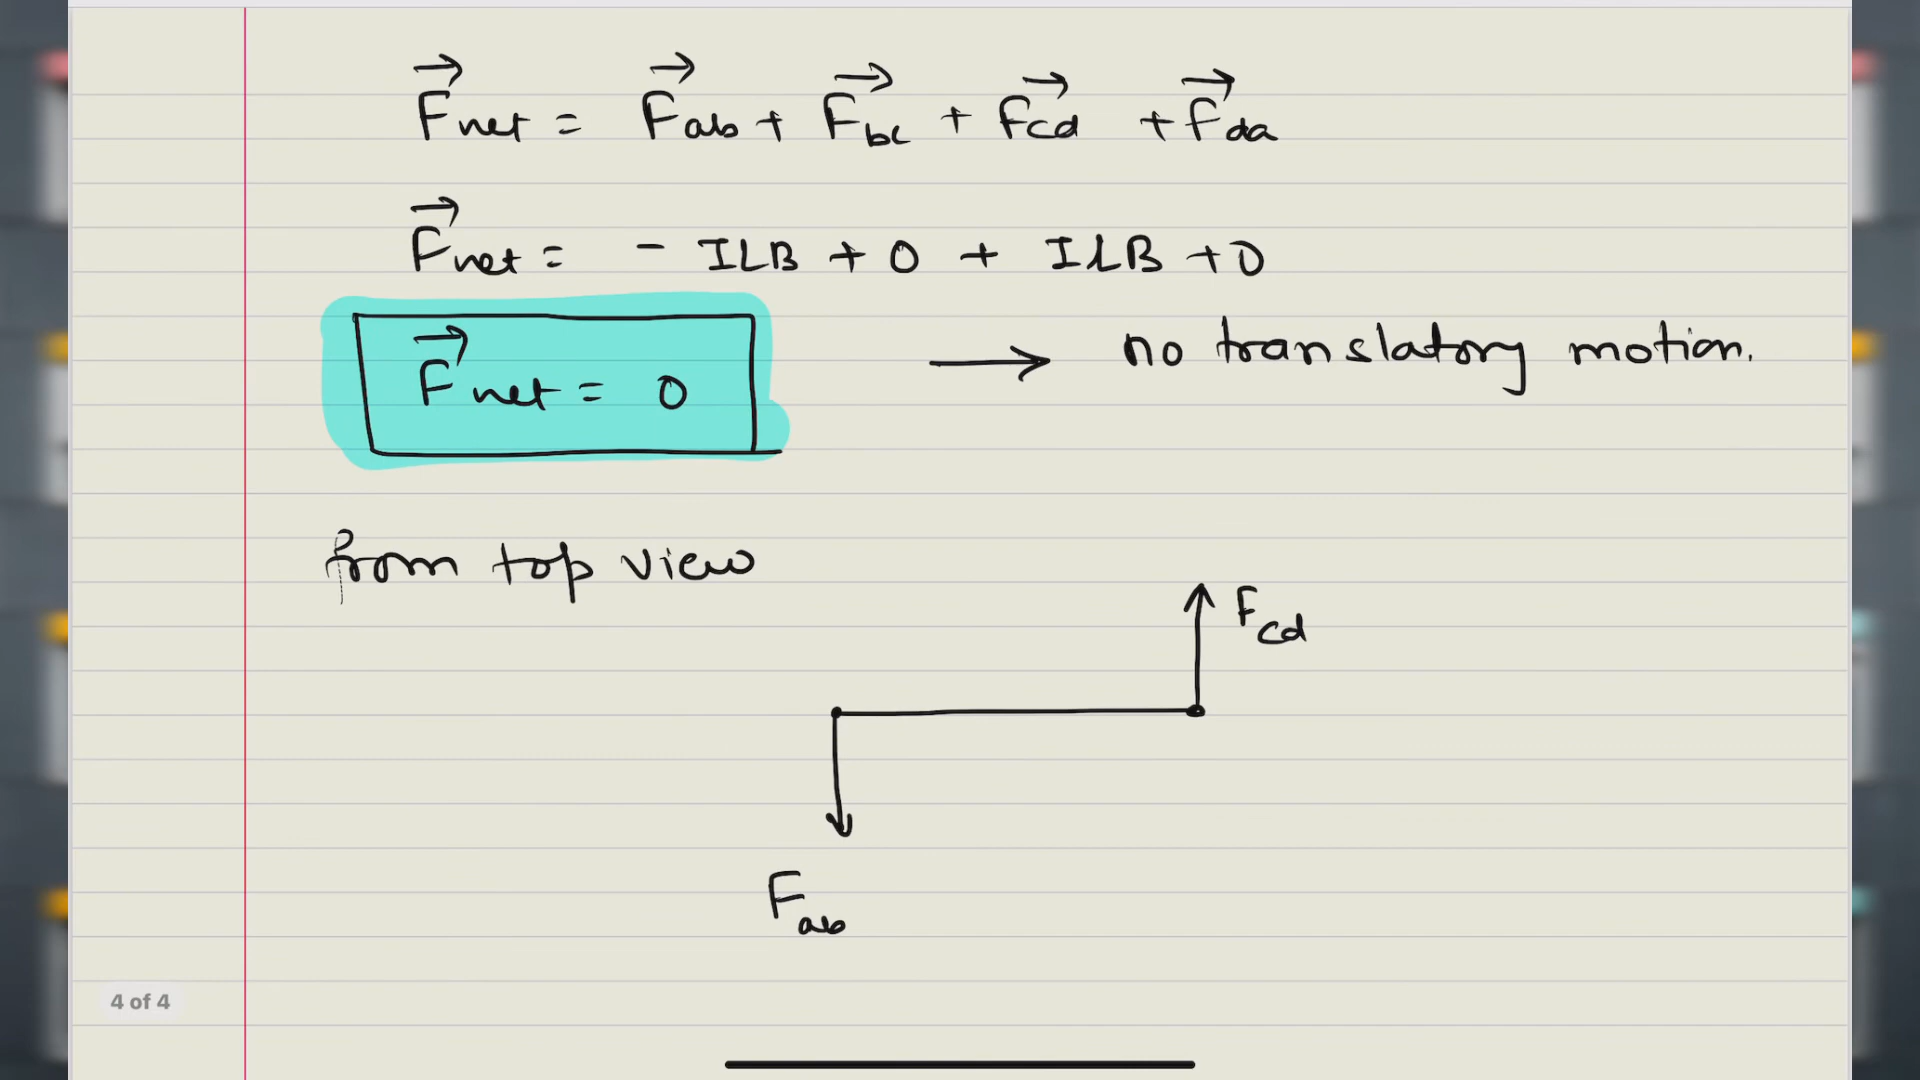 F⃗net = F⃗ab + F⃗bc + F⃗cd + F⃗da
F⃗net = - ILB + 0 + ILB + 0
F⃗net = 0 → no translatory motion.
from top view
Fcd
Fab
4 of 4